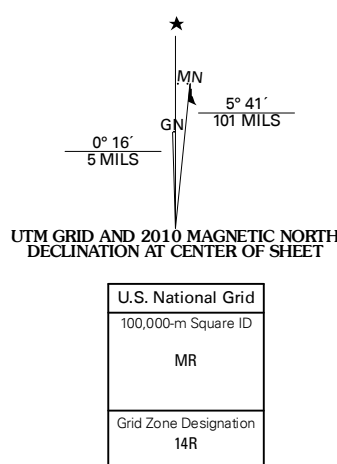 MN
5° 41´
101 MILS
GN
0° 16´
5 MILS
UTM GRID AND 2010 MAGNETIC NORTH
DECLINATION AT CENTER OF SHEET
U.S. National Grid
100,000-m Square ID
MR
Grid Zone Designation
14R